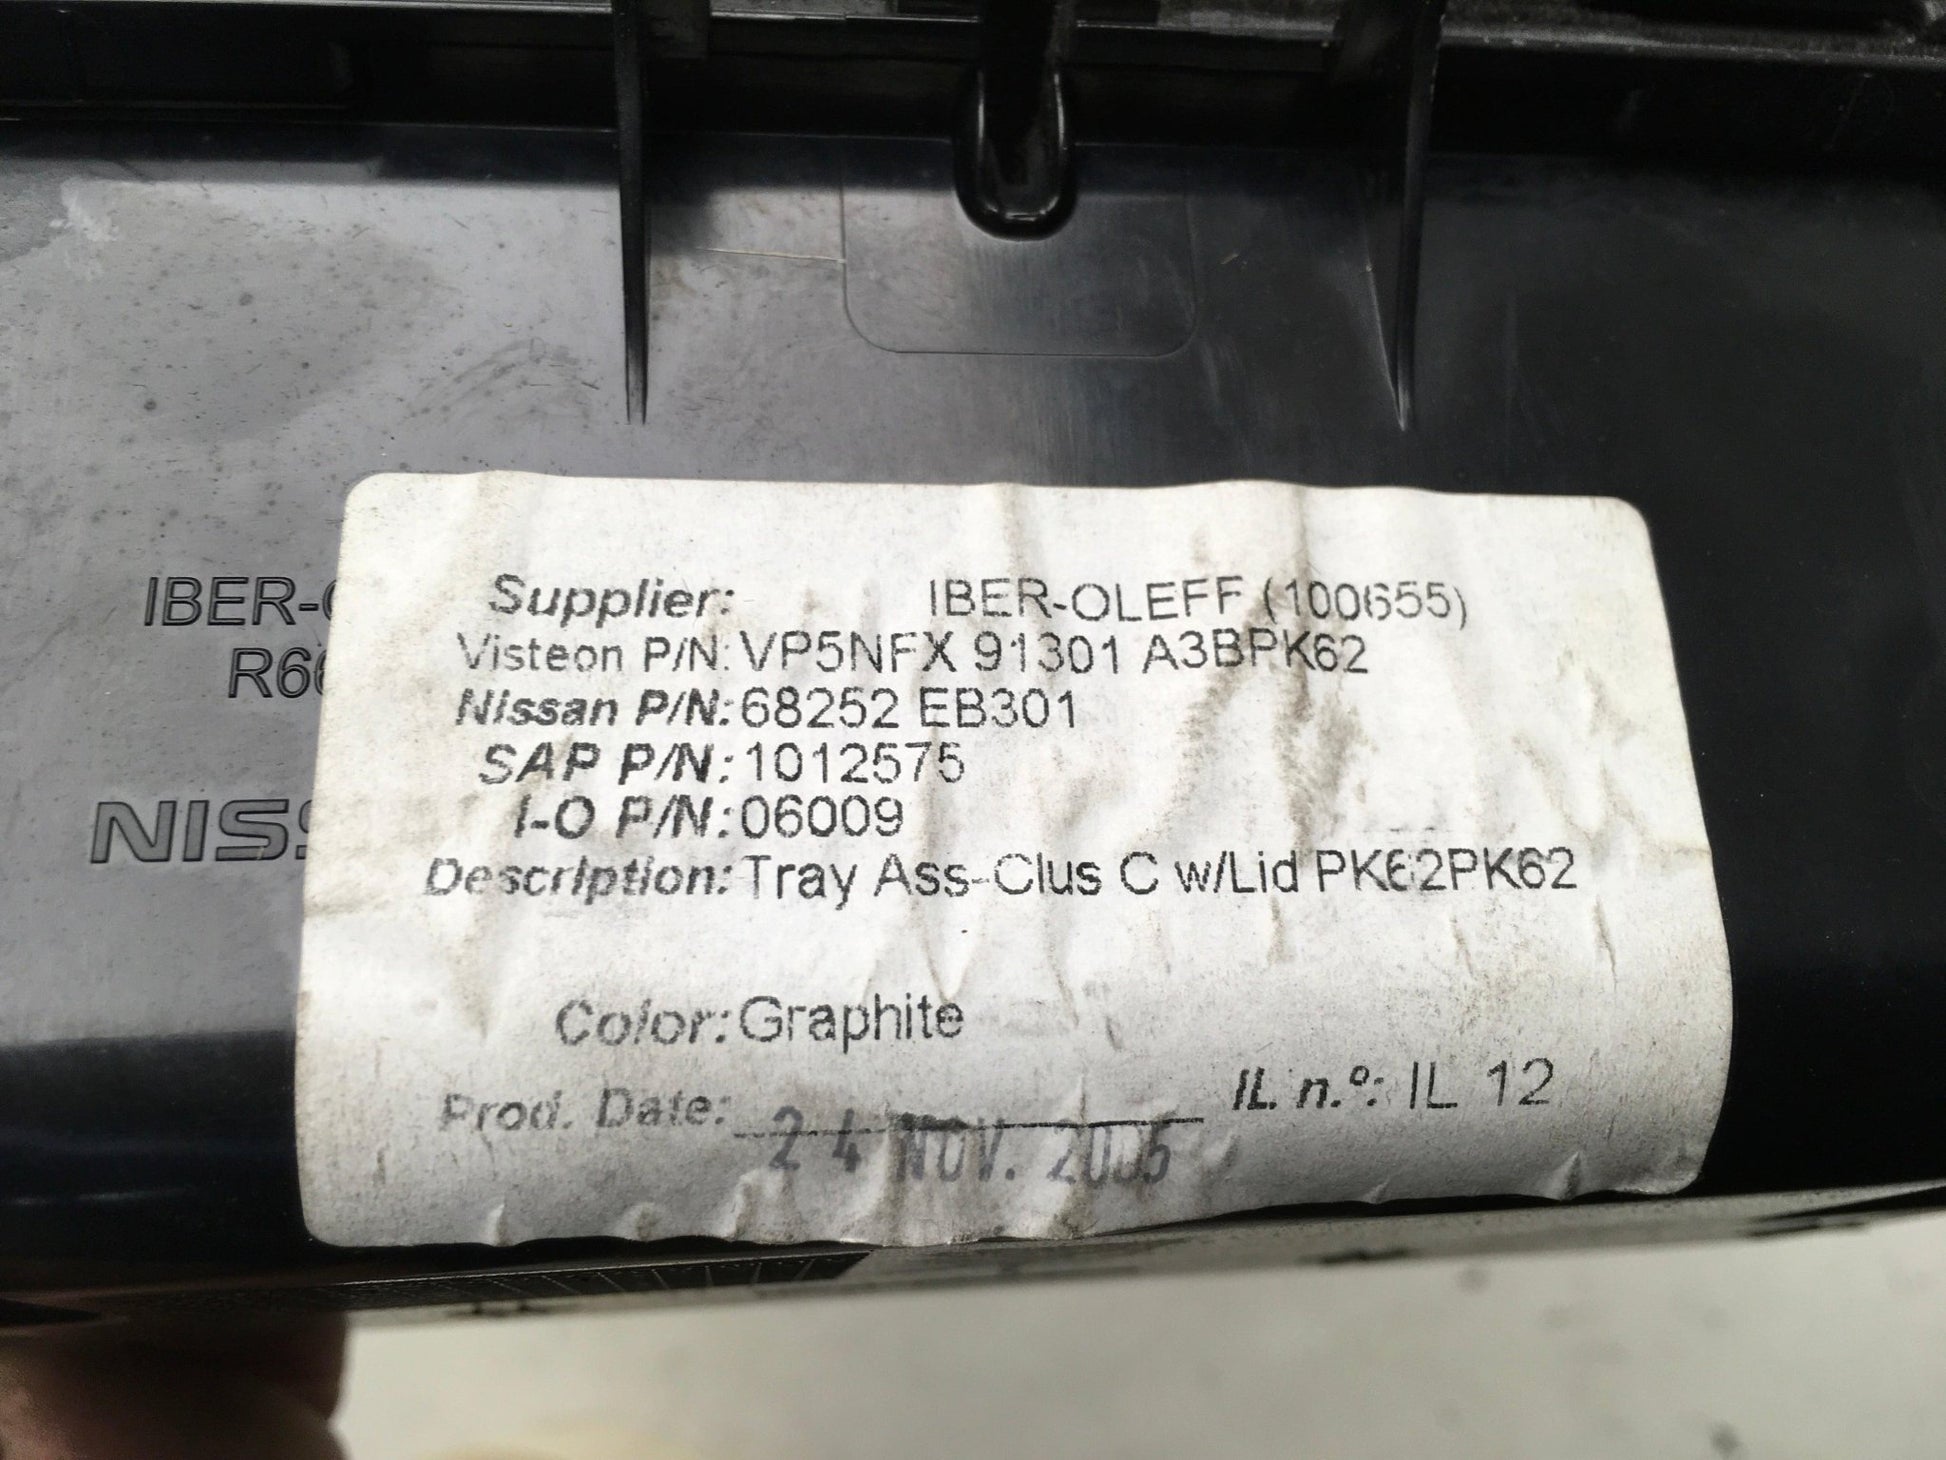 IBER-
R66
NISS
Supplier: IBER-OLEFF (100655)
Visteon P/N: VP5NFX 91301 A3BPK62
Nissan P/N: 68252 EB301
SAP P/N: 1012575
I-O P/N: 06009
Description: Tray Ass-Clus C w/Lid PK62PK62
Color: Graphite
IL n.º: IL 12
Prod. Date: 24 NOV. 2005